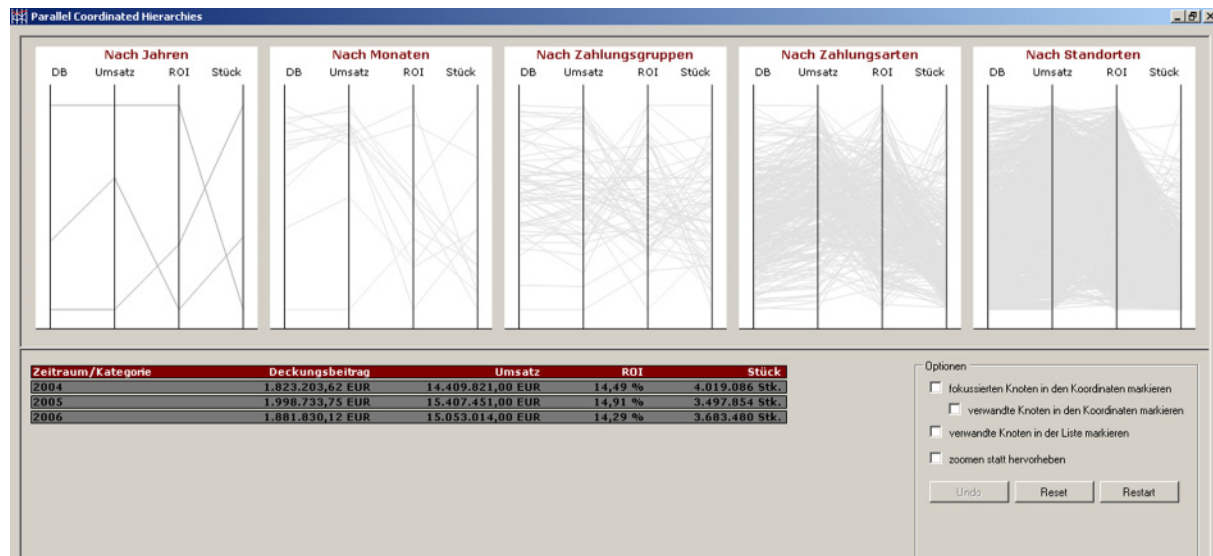 Parallel Coordinated Hierarchies
Nach Jahren Nach Monaten Nach Zahlungsgruppen Nach Zahlungsarten Nach Standorten
DB Umsatz ROI Stück DB Umsatz ROI Stück DB Umsatz ROI Stück DB Umsatz ROI Stück DB Umsatz ROI Stück
Zeitraum/Kategorie Deckungsbeitrag Umsatz ROI Stück
2004 1.823.203,62 EUR 14.409.821,00 EUR 14,49 % 4.019.086 Stk.
2005 1.998.733,75 EUR 15.407.451,00 EUR 14,91 % 3.497.854 Stk.
2006 1.881.830,12 EUR 15.053.014,00 EUR 14,29 % 3.683.480 Stk.
Optionen
fokussierten Knoten in den Koordinaten markieren
verwandte Knoten in den Koordinaten markieren
verwandte Knoten in der Liste markieren
zoomen statt hervorheben
Undo Reset Restart